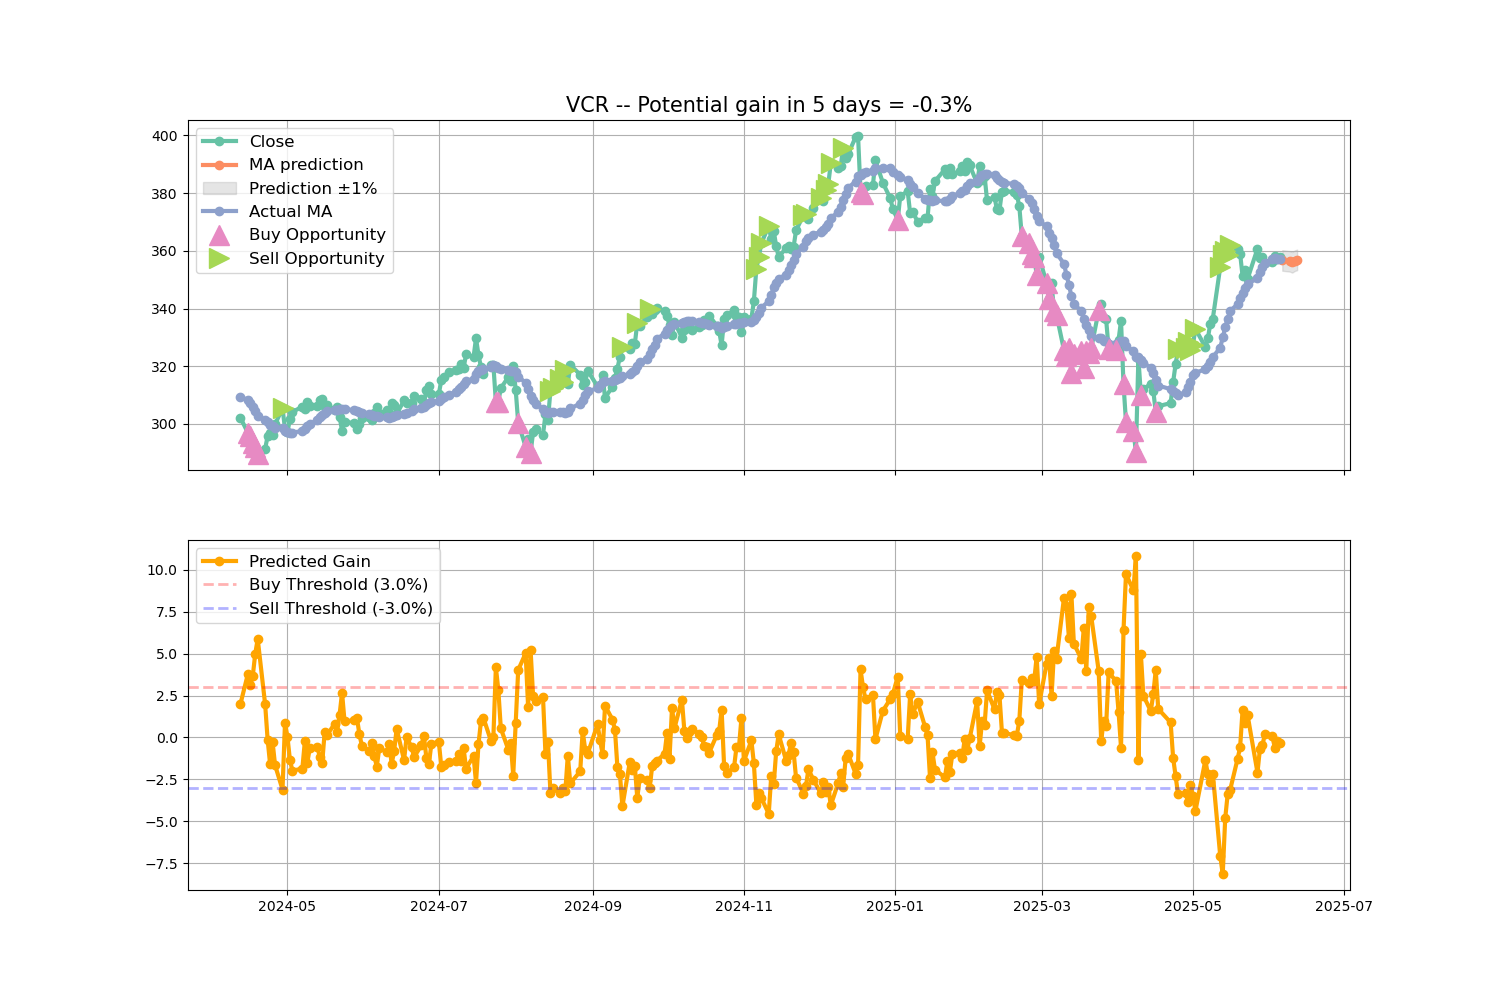 VCR -- Potential gain in 5 days = -0.3%
400
380
360
340
320
300
Close
MA prediction
Prediction ±1%
Actual MA
Buy Opportunity
Sell Opportunity
10.0
7.5
5.0
2.5
0.0
−2.5
−5.0
−7.5
Predicted Gain
Buy Threshold (3.0%)
Sell Threshold (-3.0%)
2024-05 2024-07 2024-09 2024-11 2025-01 2025-03 2025-05 2025-07